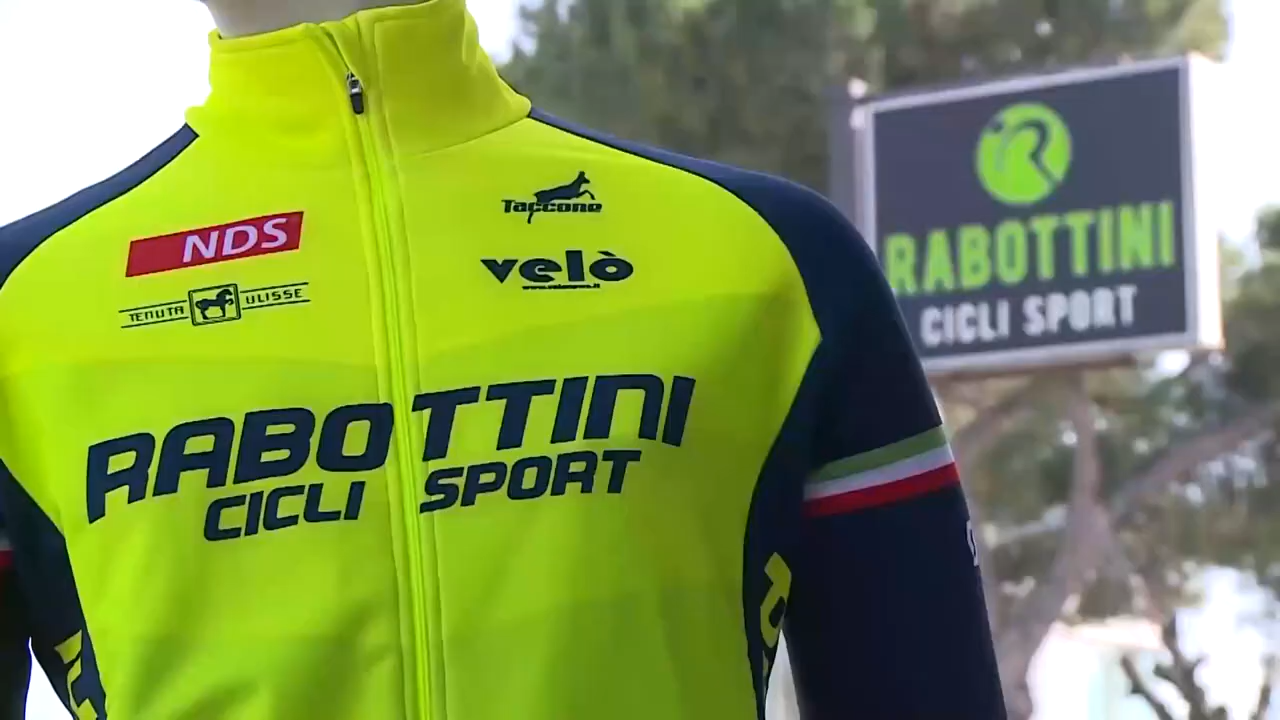 NDS
TENUTA ULISSE
Taccone
velò
RABOTTINI
CICLI SPORT
R
RABOTTINI
CICLI SPORT